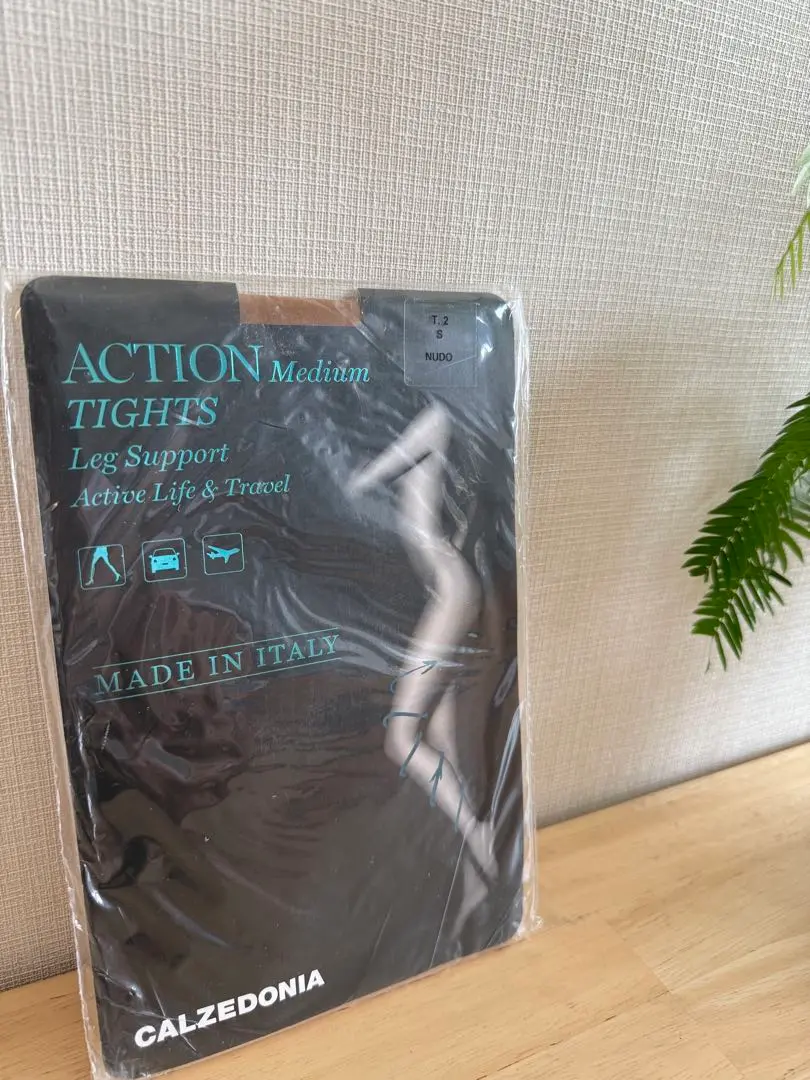 T. 2
S
NUDO
ACTION Medium
TIGHTS
Leg Support
Active Life & Travel
MADE IN ITALY
CALZEDONIA